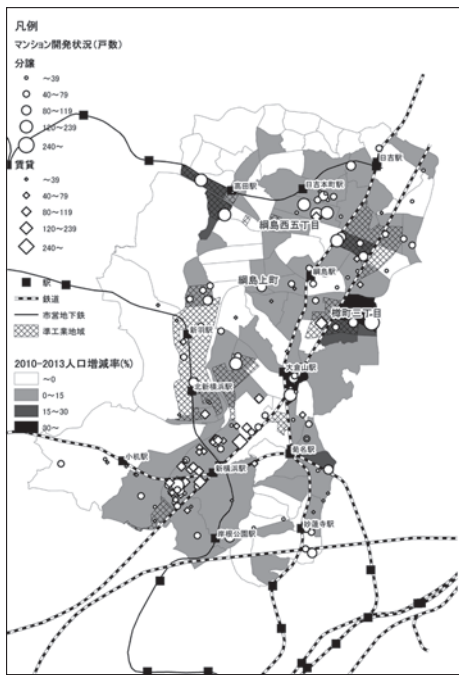 凡例
マンション開発状況（戸数）
分譲
～39
40～79
80～119
120～239
240～
賃貸
～39
40～79
80～119
120～239
240～
駅
鉄道
市営地下鉄
準工業地域
2010-2013人口増減率(%)
～0
0～15
15～30
30～
日吉駅
高田駅
日吉本町駅
綱島西五丁目
綱島駅
綱島上町
樽町三丁目
新羽駅
大倉山駅
北新横浜駅
菊名駅
小机駅
新横浜駅
妙蓮寺駅
岸根公園駅